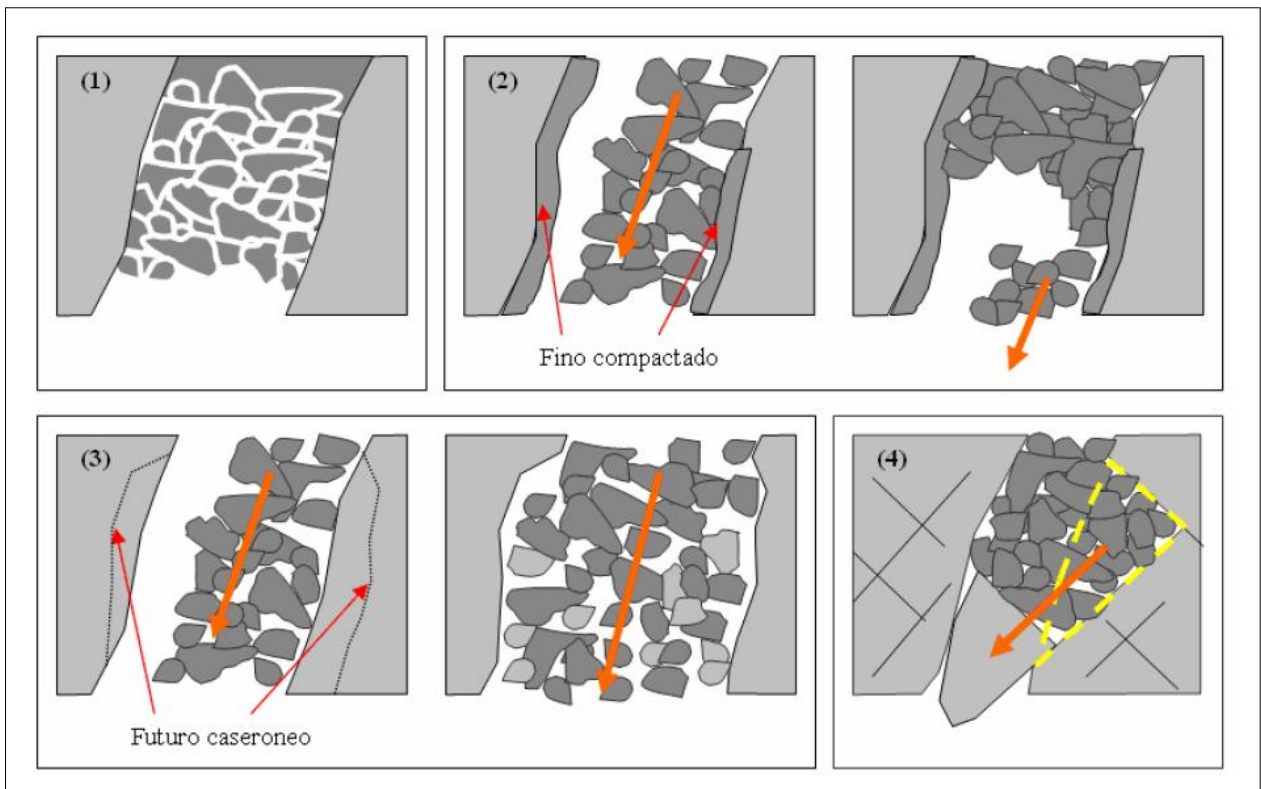 (1)
(2)
Fino compactado
(3)
Futuro caseroneo
(4)